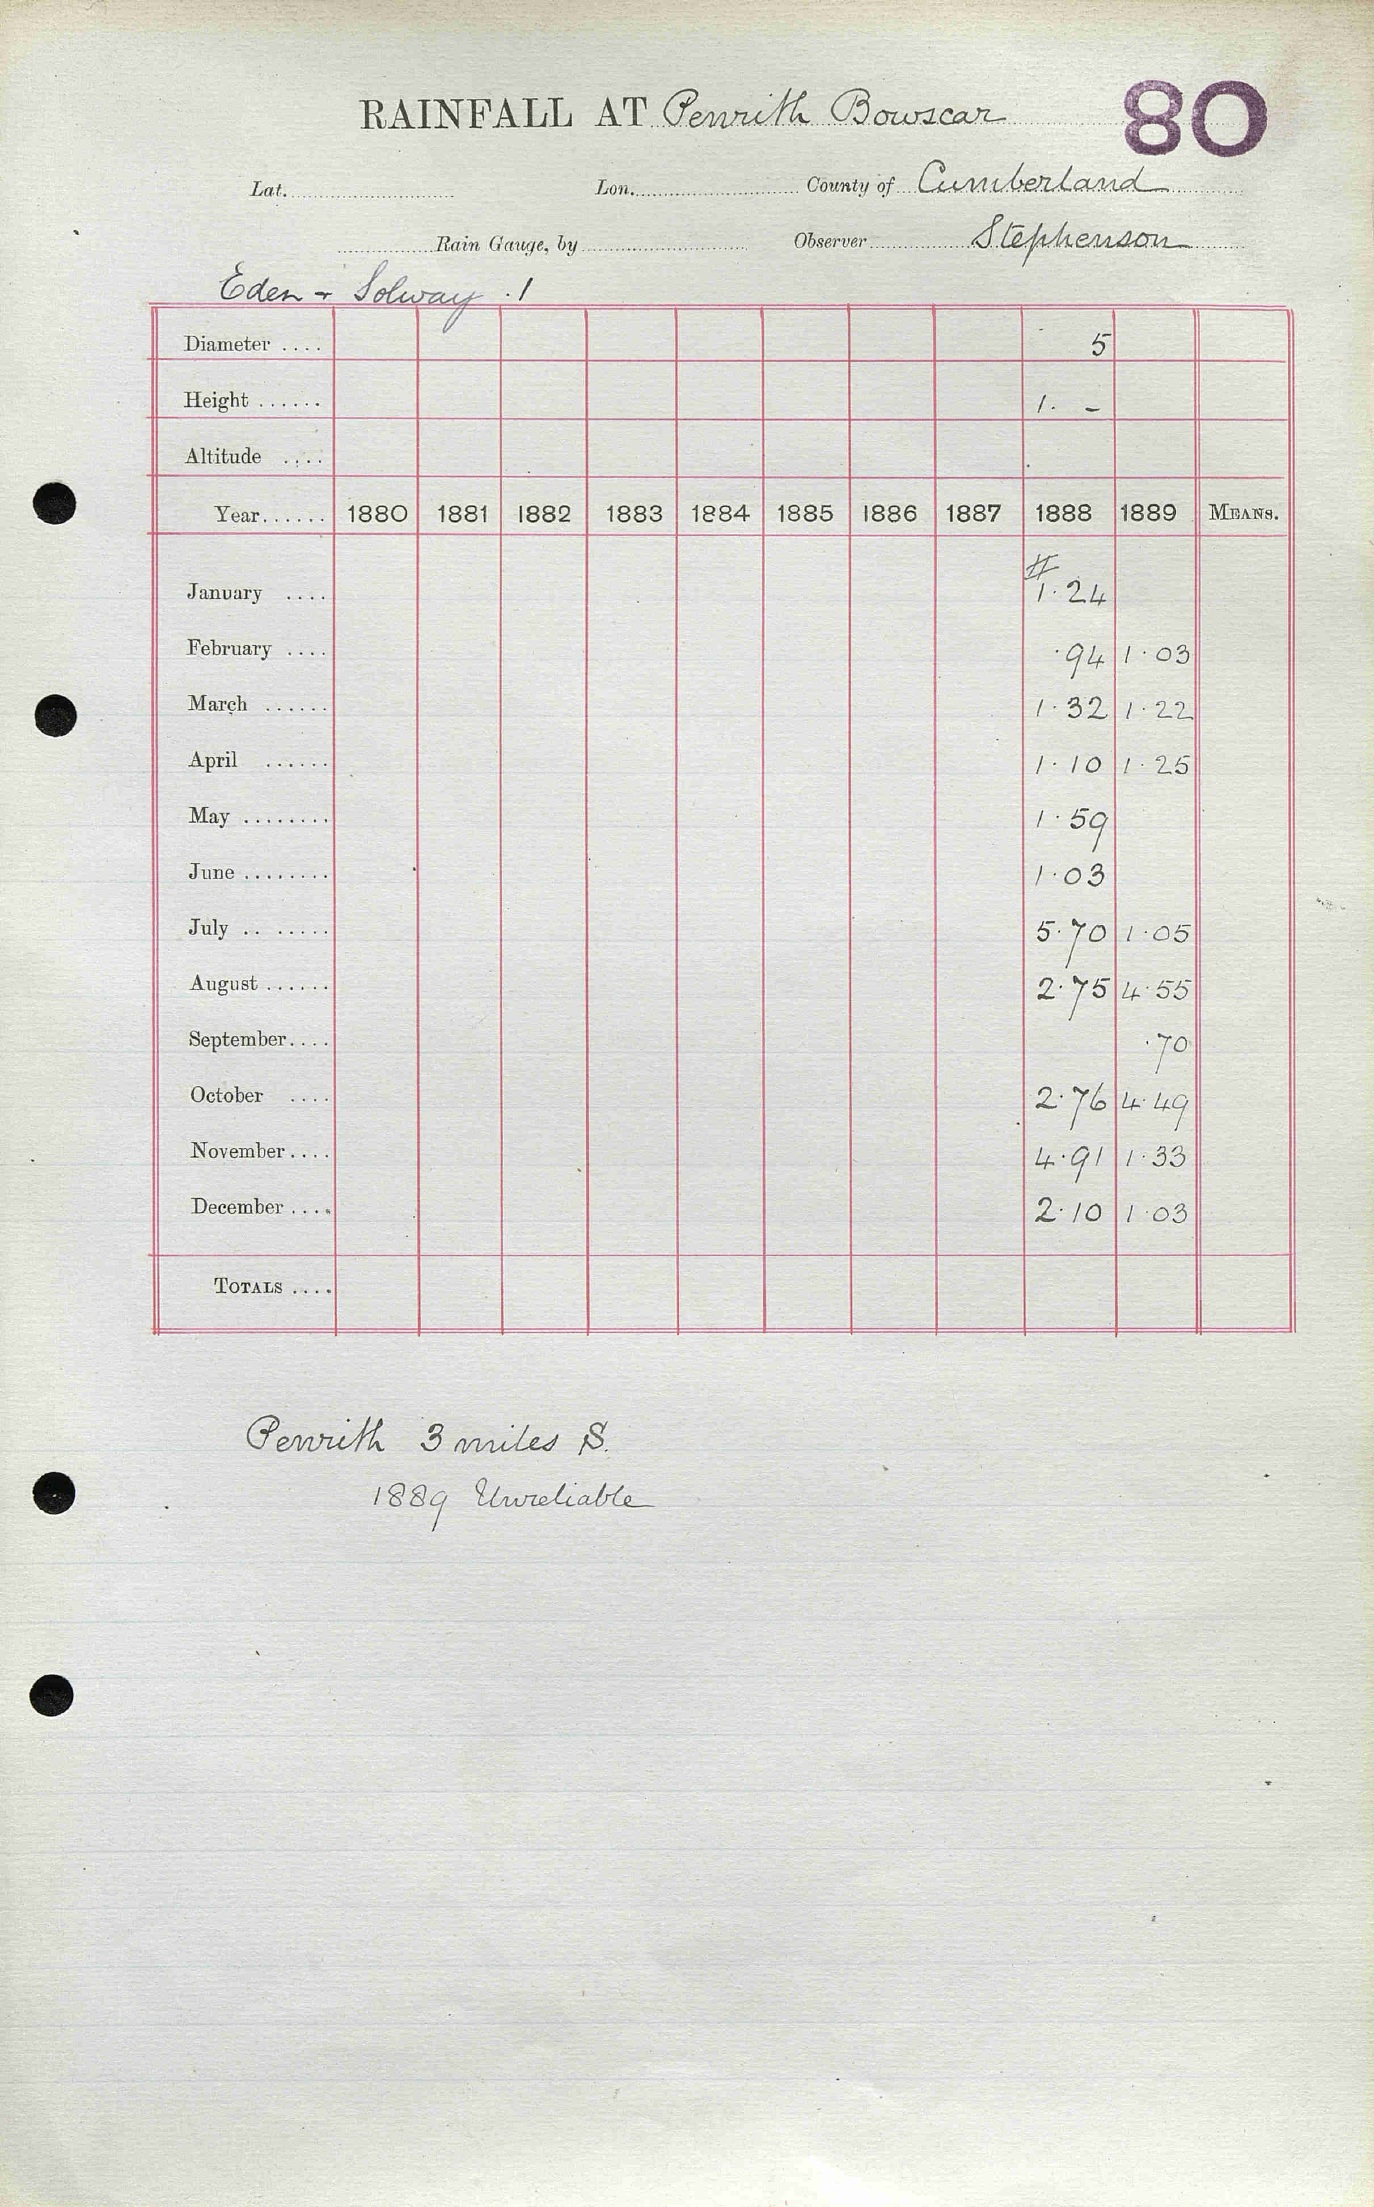 RAINFALL AT Penrith Bowscar 80
Lat. Lon. County of Cumberland
Rain Gauge, by Observer Stephenson
Eden + Solway .1
Diameter .... 5
Height ...... 1. -
Altitude ....
Year...... 1880 1881 1882 1883 1884 1885 1886 1887 1888 1889 MEANS.
#
January .... 1.24
February .... .94 1.03
March ...... 1.32 1.22
April ...... 1.10 1.25
May ........ 1.59
June ........ 1.03
July .. ..... 5.70 1.05
August ...... 2.75 4.55
September.... .70
October .... 2.76 4.49
November.... 4.91 1.33
December .... 2.10 1.03
TOTALS ....
Penrith 3 miles S.
1889 Unreliable